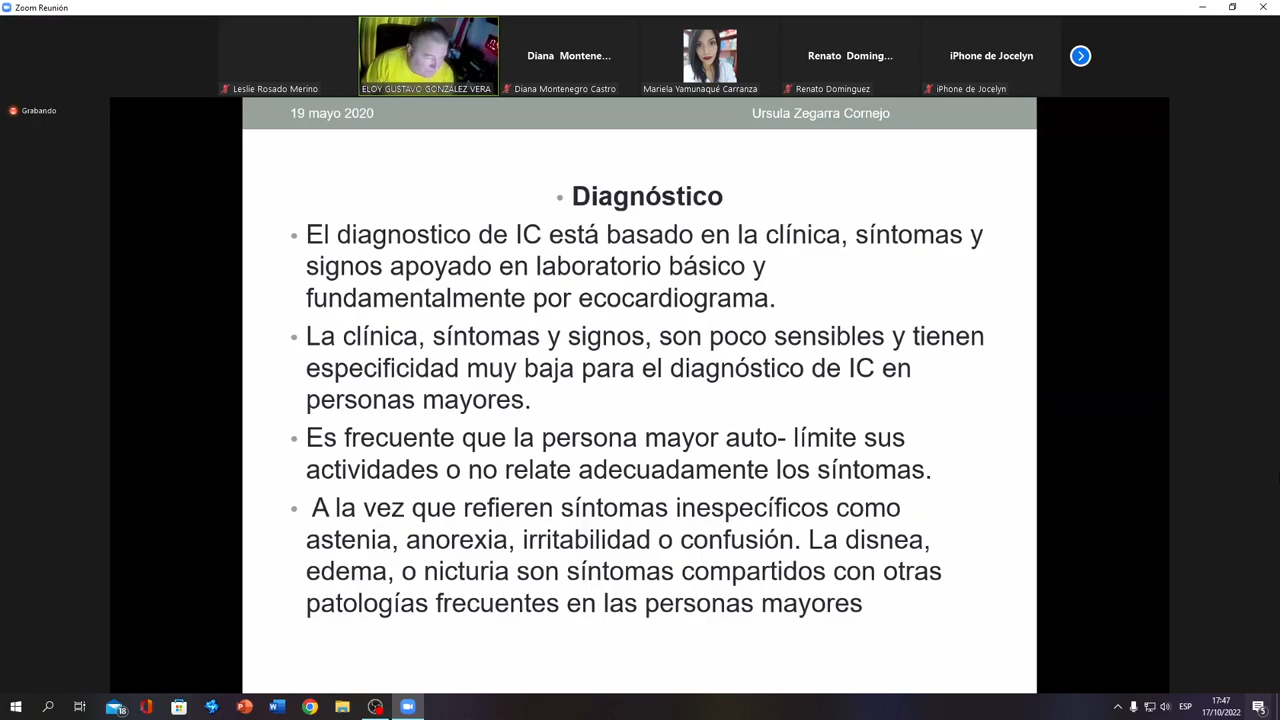 Zoom Reunión
Diana Montene...
Renato Doming...
iPhone de Jocelyn
Leslie Rosado Merino
ELOY GUSTAVO GONZÁLEZ VERA
Diana Montenegro Castro
Mariela Yamunaqué Carranza
Renato Dominguez
iPhone de Jocelyn
Grabando
19 mayo 2020
Ursula Zegarra Cornejo
• Diagnóstico
• El diagnostico de IC está basado en la clínica, síntomas y
signos apoyado en laboratorio básico y
fundamentalmente por ecocardiograma.
• La clínica, síntomas y signos, son poco sensibles y tienen
especificidad muy baja para el diagnóstico de IC en
personas mayores.
• Es frecuente que la persona mayor auto- límite sus
actividades o no relate adecuadamente los síntomas.
• A la vez que refieren síntomas inespecíficos como
astenia, anorexia, irritabilidad o confusión. La disnea,
edema, o nicturia son síntomas compartidos con otras
patologías frecuentes en las personas mayores
18
ESP
17:47
17/10/2022
5